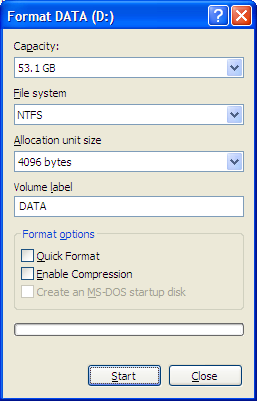 Format DATA (D:)
Capacity:
53.1 GB
File system
NTFS
Allocation unit size
4096 bytes
Volume label
DATA
Format options
Quick Format
Enable Compression
Create an MS-DOS startup disk
Start
Close